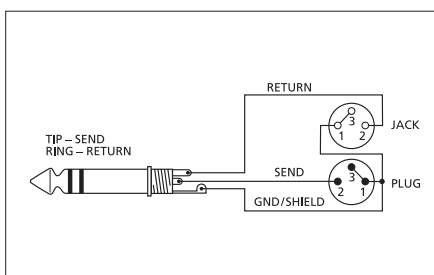 RETURN
3
1 2
JACK
TIP – SEND
RING – RETURN
SEND
3
2 1
PLUG
GND/SHIELD